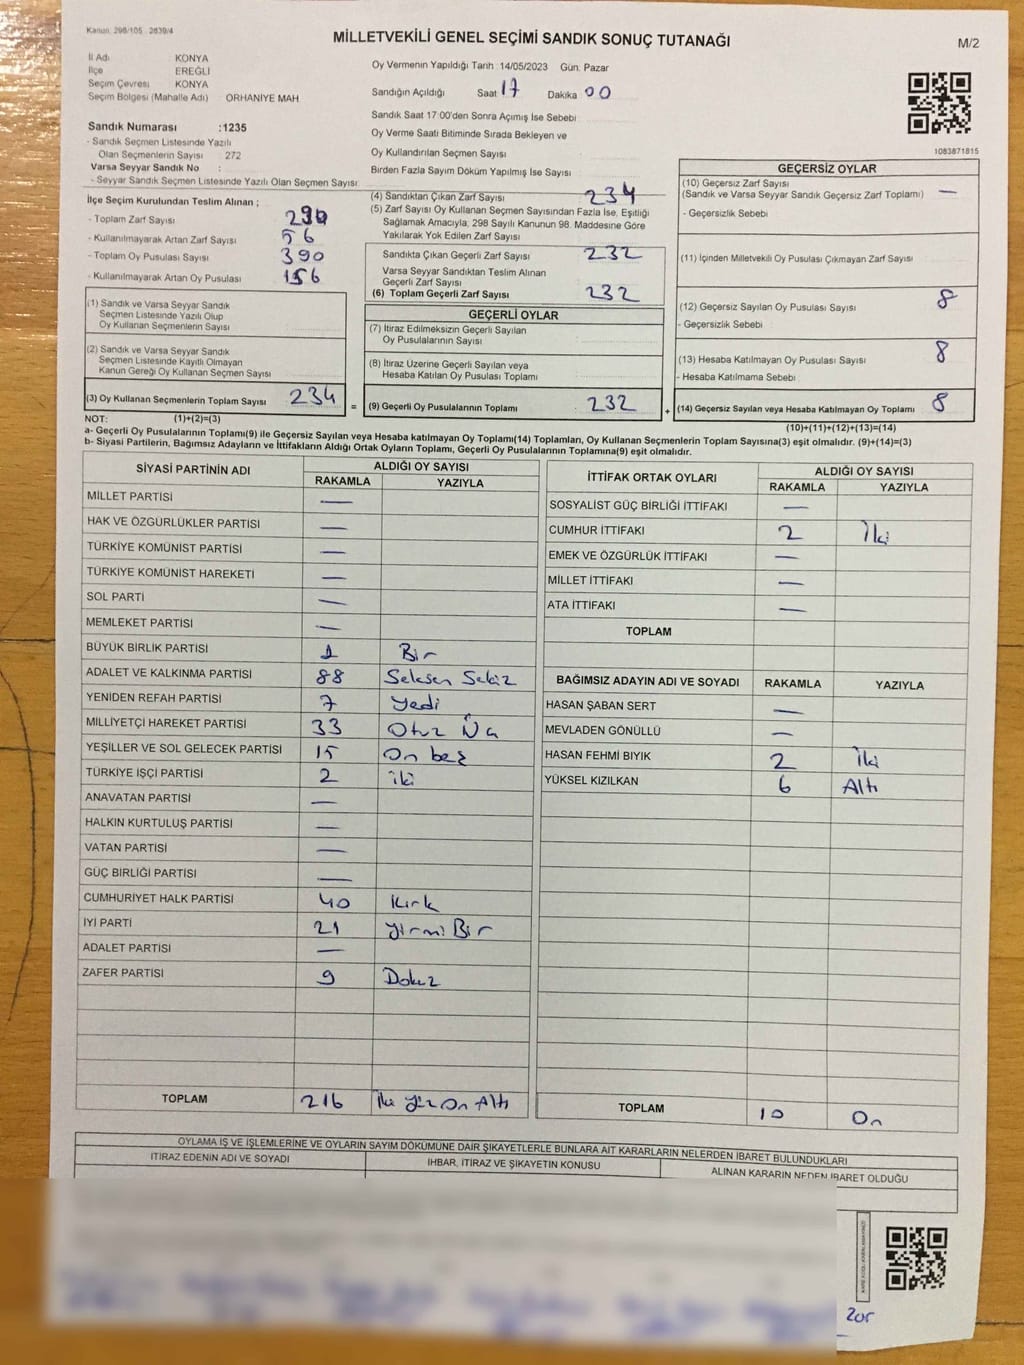 Kanun. 298/105 2839/4
MİLLETVEKİLİ GENEL SEÇİMİ SANDIK SONUÇ TUTANAĞI
M/2
İl Adı : KONYA
İlçe : EREĞLİ
Seçim Çevresi : KONYA
Seçim Bölgesi (Mahalle Adı) ORHANİYE MAH
Sandık Numarası :1235
- Sandık Seçmen Listesinde Yazılı
Olan Seçmenlerin Sayısı : 272
Varsa Seyyar Sandık No :
- Seyyar Sandık Seçmen Listesinde Yazılı Olan Seçmen Sayısı
Oy Vermenin Yapıldığı Tarih :14/05/2023 Gün: Pazar
Sandığın Açıldığı Saat 17 Dakika 00
Sandık Saat 17:00'den Sonra Açımış İse Sebebi
Oy Verme Saati Bitiminde Sırada Bekleyen ve
Oy Kullandırılan Seçmen Sayısı
Birden Fazla Sayım Döküm Yapılmış İse Sayısı
1083871815
İlçe Seçim Kurulundan Teslim Alınan ;
- Toplam Zarf Sayısı 290
- Kullanılmayarak Artan Zarf Sayısı 56
- Toplam Oy Pusulası Sayısı 390
- Kullanılmayarak Artan Oy Pusulası 156
(1) Sandık ve Varsa Seyyar Sandık
Seçmen Listesinde Yazılı Olup
Oy Kullanan Seçmenlerin Sayısı
(2) Sandık ve Varsa Seyyar Sandık
Seçmen Listesinde Kayıtlı Olmayan
Kanun Gereği Oy Kullanan Seçmen Sayısı
(3) Oy Kullanan Seçmenlerin Toplam Sayısı 234
(1)+(2)=(3)
(4) Sandıktan Çıkan Zarf Sayısı 234
(5) Zarf Sayısı Oy Kullanan Seçmen Sayısından Fazla İse, Eşitliği
Sağlamak Amacıyla, 298 Sayılı Kanunun 98. Maddesine Göre
Yakılarak Yok Edilen Zarf Sayısı
Sandıkta Çıkan Geçerli Zarf Sayısı 232
Varsa Seyyar Sandıktan Teslim Alınan
Geçerli Zarf Sayısı
(6) Toplam Geçerli Zarf Sayısı 232
GEÇERLİ OYLAR
(7) İtiraz Edilmeksizin Geçerli Sayılan
Oy Pusulalarının Sayısı
(8) İtiraz Üzerine Geçerli Sayılan veya
Hesaba Katılan Oy Pusulası Toplamı
= (9) Geçerli Oy Pusulalarının Toplamı 232 +
GEÇERSİZ OYLAR
(10) Geçersiz Zarf Sayısı
(Sandık ve Varsa Seyyar Sandık Geçersiz Zarf Toplamı) —
- Geçersizlik Sebebi
(11) İçinden Milletvekili Oy Pusulası Çıkmayan Zarf Sayısı
(12) Geçersiz Sayılan Oy Pusulası Sayısı 8
- Geçersizlik Sebebi
(13) Hesaba Katılmayan Oy Pusulası Sayısı 8
- Hesaba Katılmama Sebebi
(14) Geçersiz Sayılan veya Hesaba Katılmayan Oy Toplamı 8
(10)+(11)+(12)+(13)=(14)
NOT:
a- Geçerli Oy Pusulalarının Toplamı(9) ile Geçersiz Sayılan veya Hesaba katılmayan Oy Toplamı(14) Toplamları, Oy Kullanan Seçmenlerin Toplam Sayısına(3) eşit olmalıdır. (9)+(14)=(3)
b- Siyasi Partilerin, Bağımsız Adayların ve İttifakların Aldığı Ortak Oyların Toplamı, Geçerli Oy Pusulalarının Toplamına(9) eşit olmalıdır.
SİYASİ PARTİNİN ADI ALDIĞI OY SAYISI
RAKAMLA YAZIYLA
MİLLET PARTİSİ —
HAK VE ÖZGÜRLÜKLER PARTİSİ —
TÜRKİYE KOMÜNİST PARTİSİ —
TÜRKİYE KOMÜNİST HAREKETİ —
SOL PARTİ —
MEMLEKET PARTİSİ —
BÜYÜK BİRLİK PARTİSİ 1 Bir
ADALET VE KALKINMA PARTİSİ 88 Seksen Sekiz
YENİDEN REFAH PARTİSİ 7 Yedi
MİLLİYETÇİ HAREKET PARTİSİ 33 Otuz Üç
YEŞİLLER VE SOL GELECEK PARTİSİ 15 On beş
TÜRKİYE İŞÇİ PARTİSİ 2 iki
ANAVATAN PARTİSİ —
HALKIN KURTULUŞ PARTİSİ —
VATAN PARTİSİ —
GÜÇ BİRLİĞİ PARTİSİ —
CUMHURİYET HALK PARTİSİ 40 Kırk
İYİ PARTİ 21 Yirmi Bir
ADALET PARTİSİ —
ZAFER PARTİSİ 9 Dokuz
TOPLAM 216 İki Yüz On Altı
İTTİFAK ORTAK OYLARI ALDIĞI OY SAYISI
RAKAMLA YAZIYLA
SOSYALİST GÜÇ BİRLİĞİ İTTİFAKI —
CUMHUR İTTİFAKI 2 İki
EMEK VE ÖZGÜRLÜK İTTİFAKI —
MİLLET İTTİFAKI —
ATA İTTİFAKI —
TOPLAM
BAĞIMSIZ ADAYIN ADI VE SOYADI RAKAMLA YAZIYLA
HASAN ŞABAN SERT —
MEVLADEN GÖNÜLLÜ —
HASAN FEHMİ BIYIK 2 İki
YÜKSEL KIZILKAN 6 Altı
TOPLAM 10 On
OYLAMA İŞ VE İŞLEMLERİNE VE OYLARIN SAYIM DÖKÜMÜNE DAİR ŞİKAYETLERLE BUNLARA AİT KARARLARIN NELERDEN İBARET BULUNDUKLARI
İTİRAZ EDENİN ADI VE SOYADI İHBAR, İTİRAZ VE ŞİKAYETİN KONUSU ALINAN KARARIN NEDEN İBARET OLDUĞU